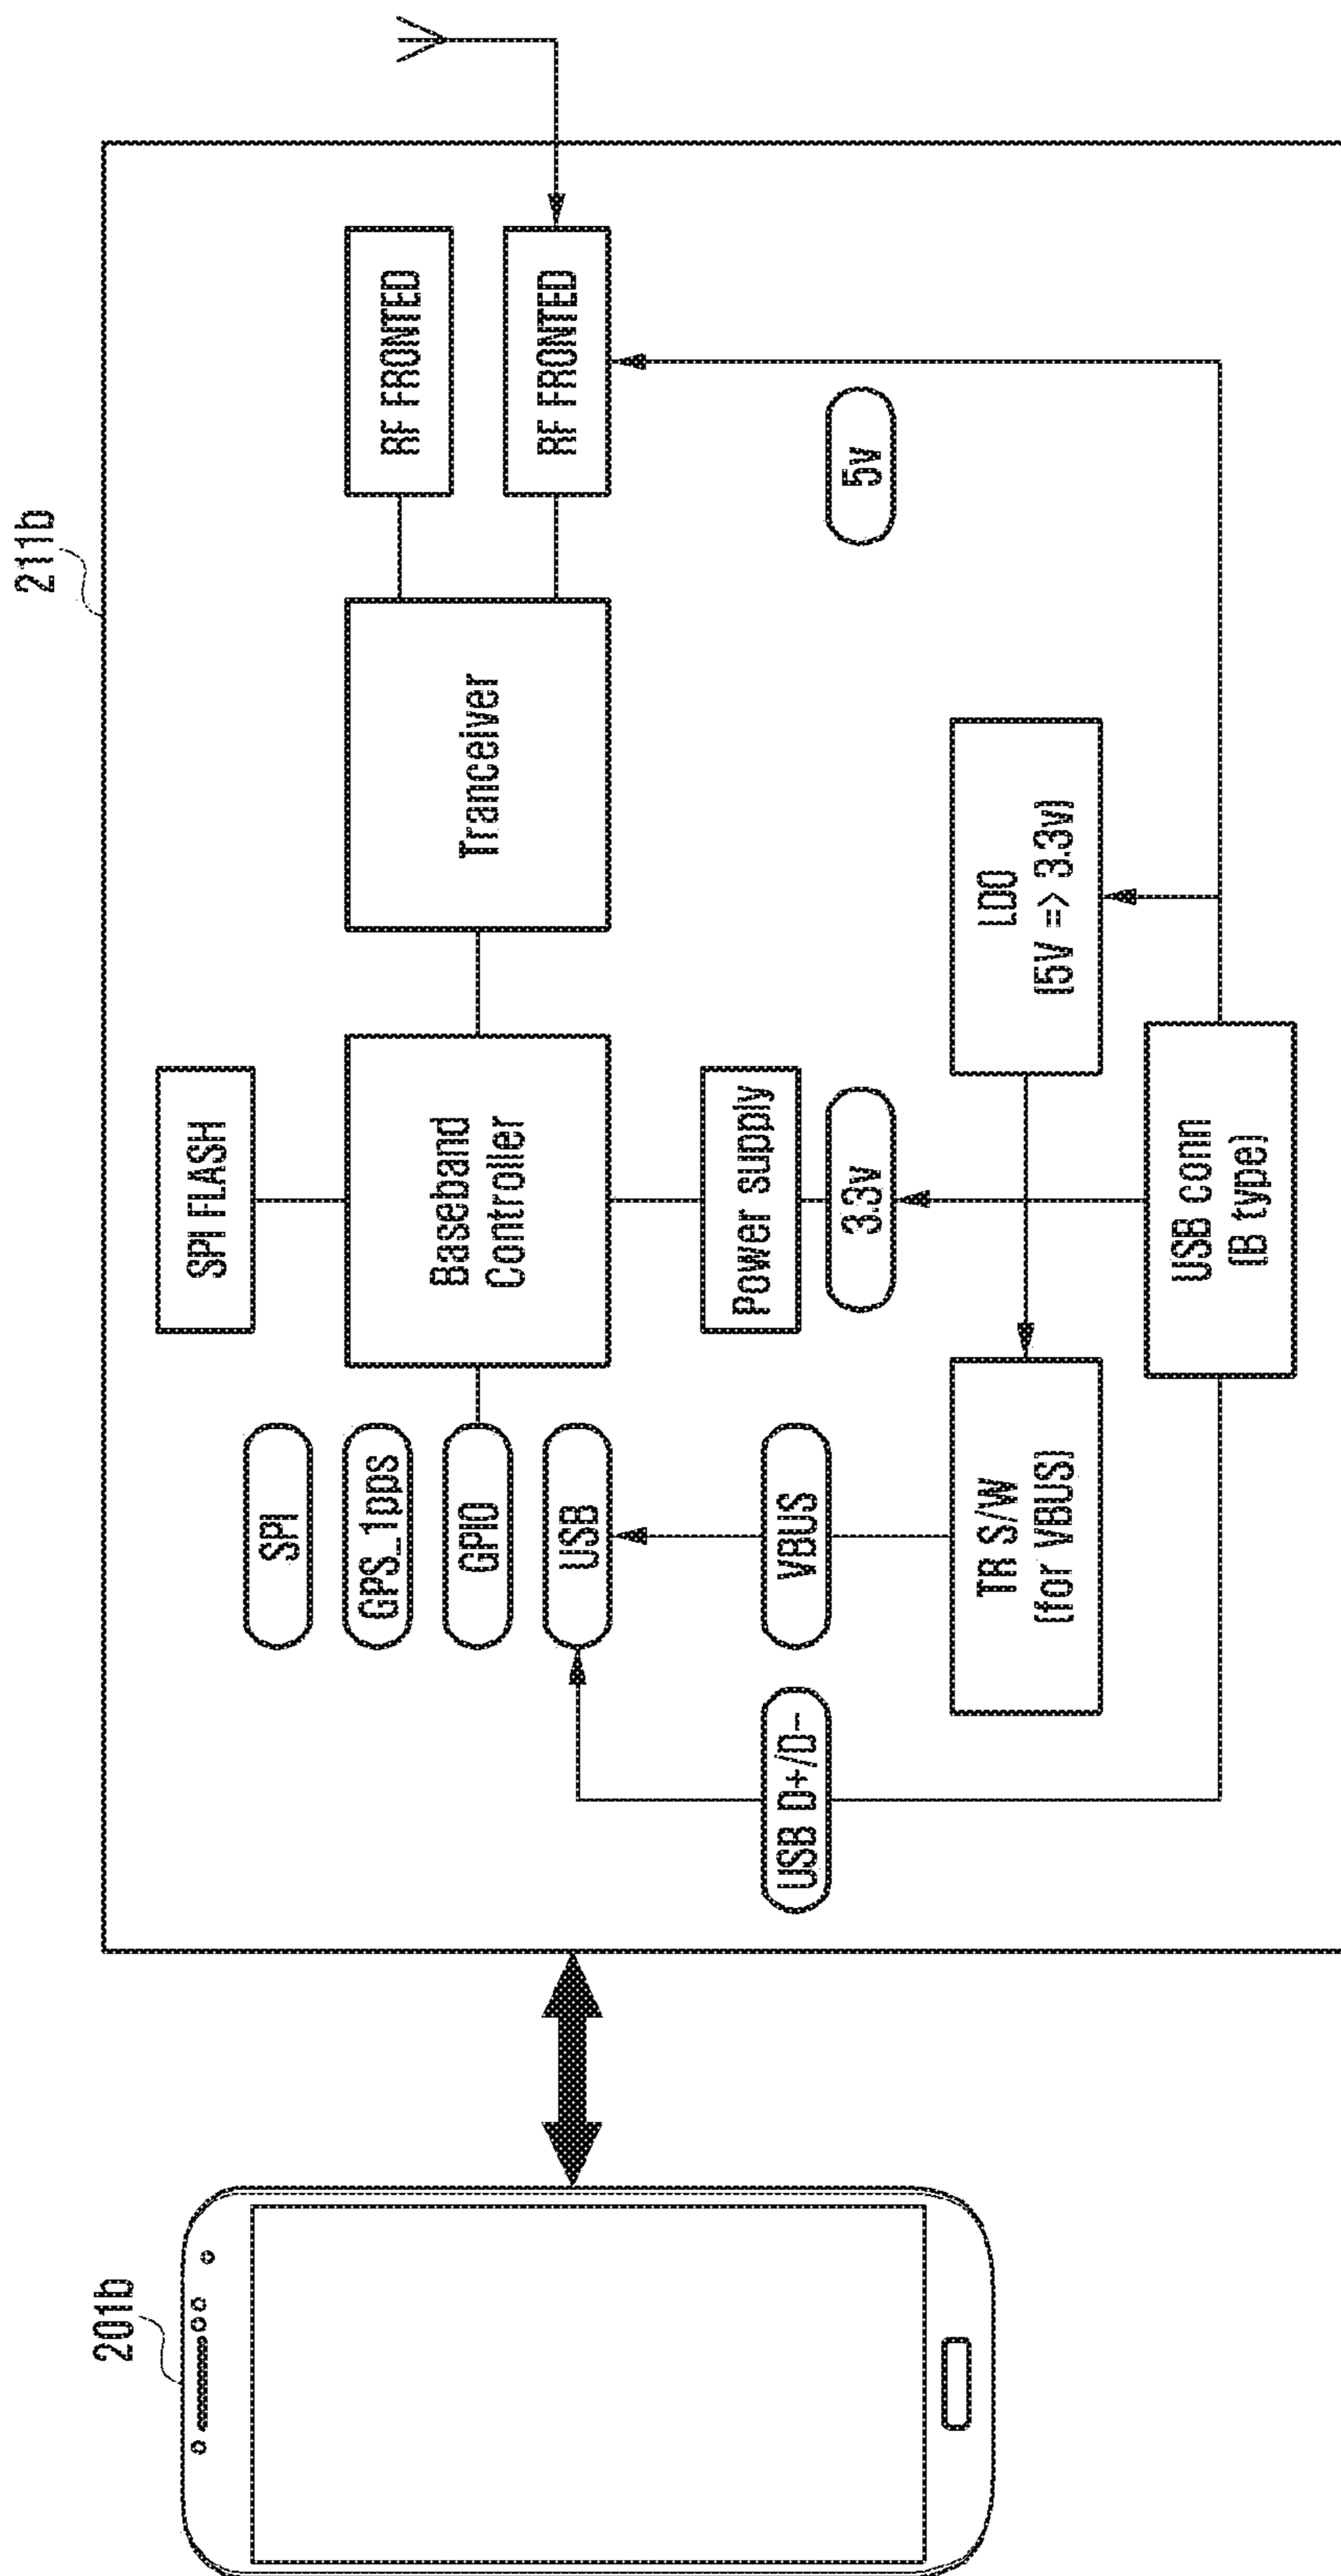 211b
201b
SPI FLASH
SPI
GPS_1pps
GPIO
USB
Baseband
Controller
Tranceiver
RF FRONTED
RF FRONTED
USB D+/D-
VBUS
Power supply
3.3v
5v
TR S/W
(for VBUS)
LDO
(5V => 3.3v)
USB conn
(B type)